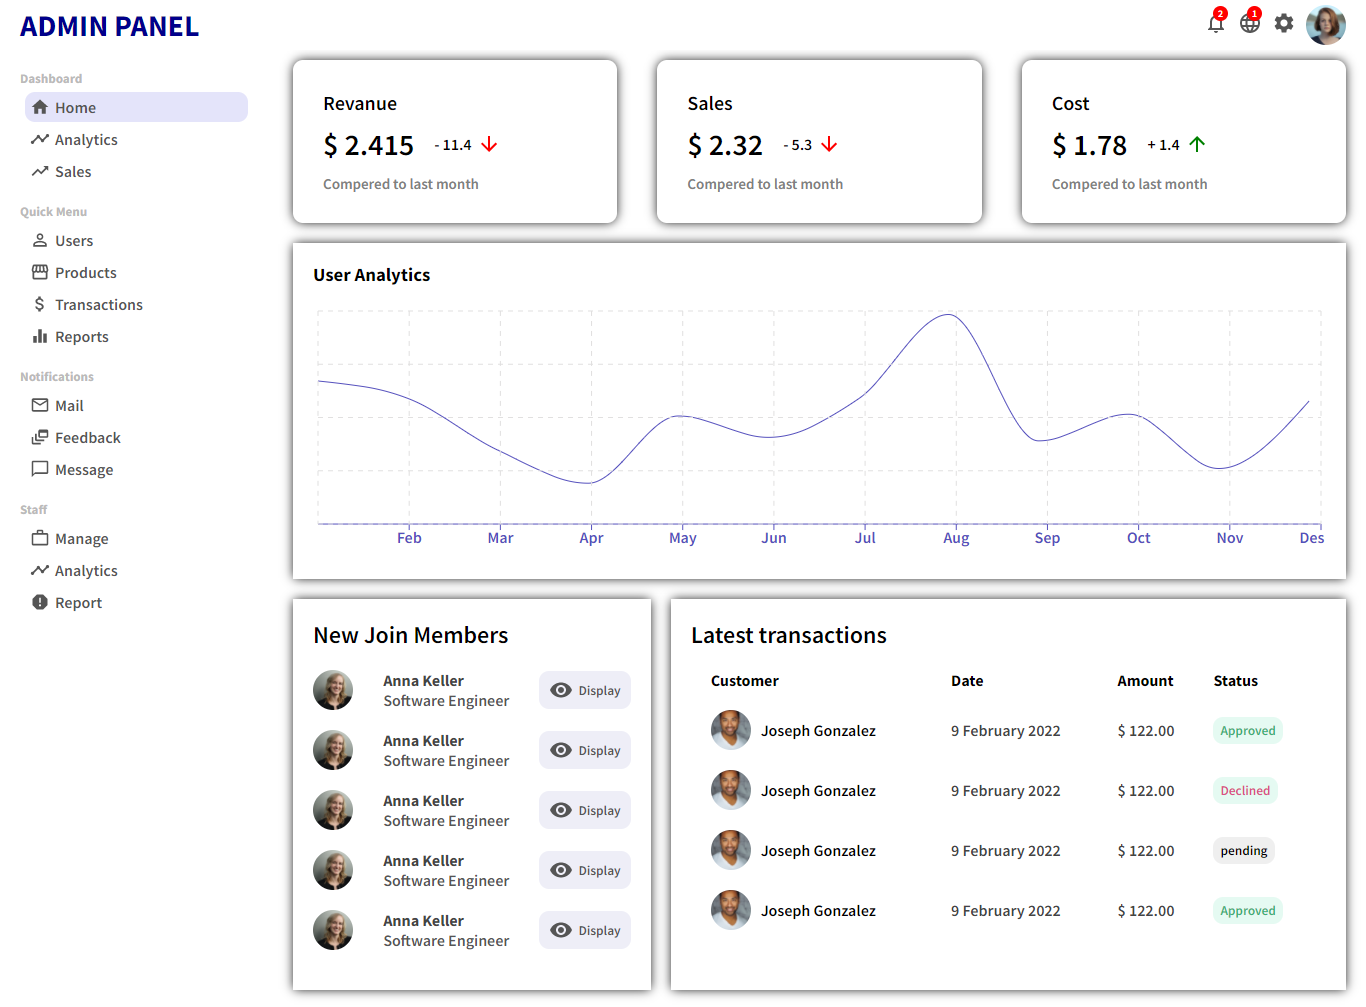 ADMIN PANEL
2
1
Dashboard
Home
Analytics
Sales
Quick Menu
Users
Products
Transactions
Reports
Notifications
Mail
Feedback
Message
Staff
Manage
Analytics
Report
Revanue
$ 2.415 - 11.4
Compered to last month
Sales
$ 2.32 - 5.3
Compered to last month
Cost
$ 1.78 + 1.4
Compered to last month
User Analytics
Feb Mar Apr May Jun Jul Aug Sep Oct Nov Des
New Join Members
Anna Keller
Software Engineer
Display
Anna Keller
Software Engineer
Display
Anna Keller
Software Engineer
Display
Anna Keller
Software Engineer
Display
Anna Keller
Software Engineer
Display
Latest transactions
Customer Date Amount Status
Joseph Gonzalez 9 February 2022 $ 122.00 Approved
Joseph Gonzalez 9 February 2022 $ 122.00 Declined
Joseph Gonzalez 9 February 2022 $ 122.00 pending
Joseph Gonzalez 9 February 2022 $ 122.00 Approved